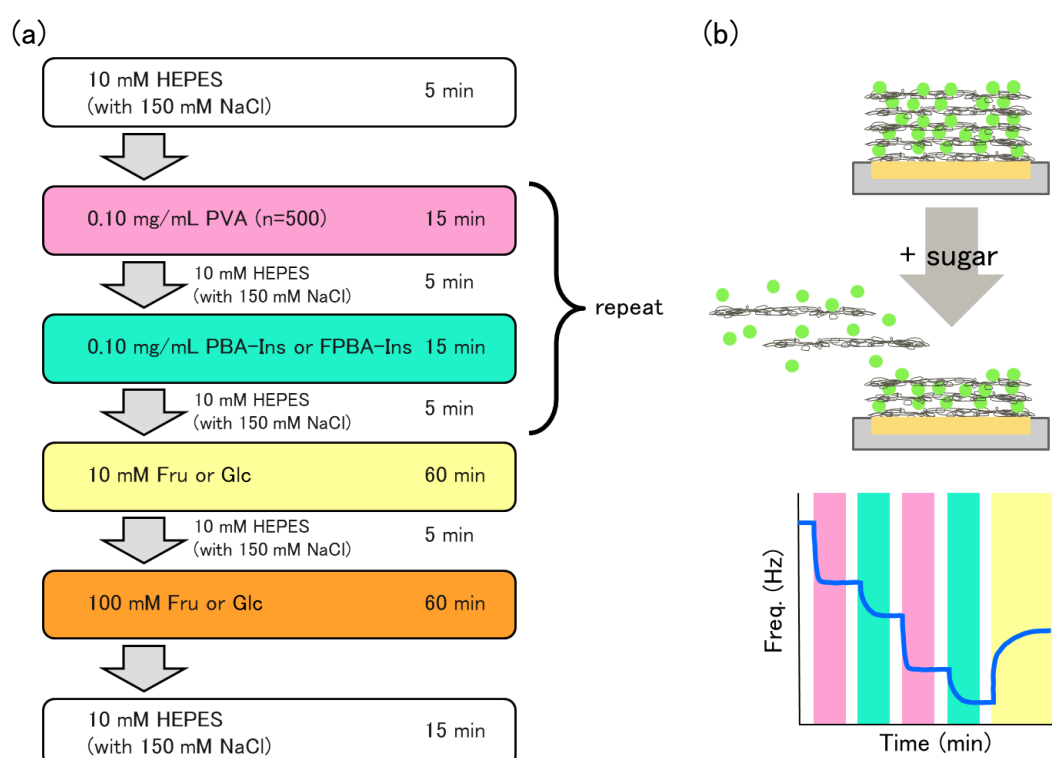 (a)
10 mM HEPES
(with 150 mM NaCl)
5 min
0.10 mg/mL PVA (n=500)
15 min
10 mM HEPES
(with 150 mM NaCl)
5 min
0.10 mg/mL PBA-Ins or FPBA-Ins
15 min
10 mM HEPES
(with 150 mM NaCl)
5 min
repeat
10 mM Fru or Glc
60 min
10 mM HEPES
(with 150 mM NaCl)
5 min
100 mM Fru or Glc
60 min
10 mM HEPES
(with 150 mM NaCl)
15 min
(b)
+ sugar
Freq. (Hz)
Time (min)